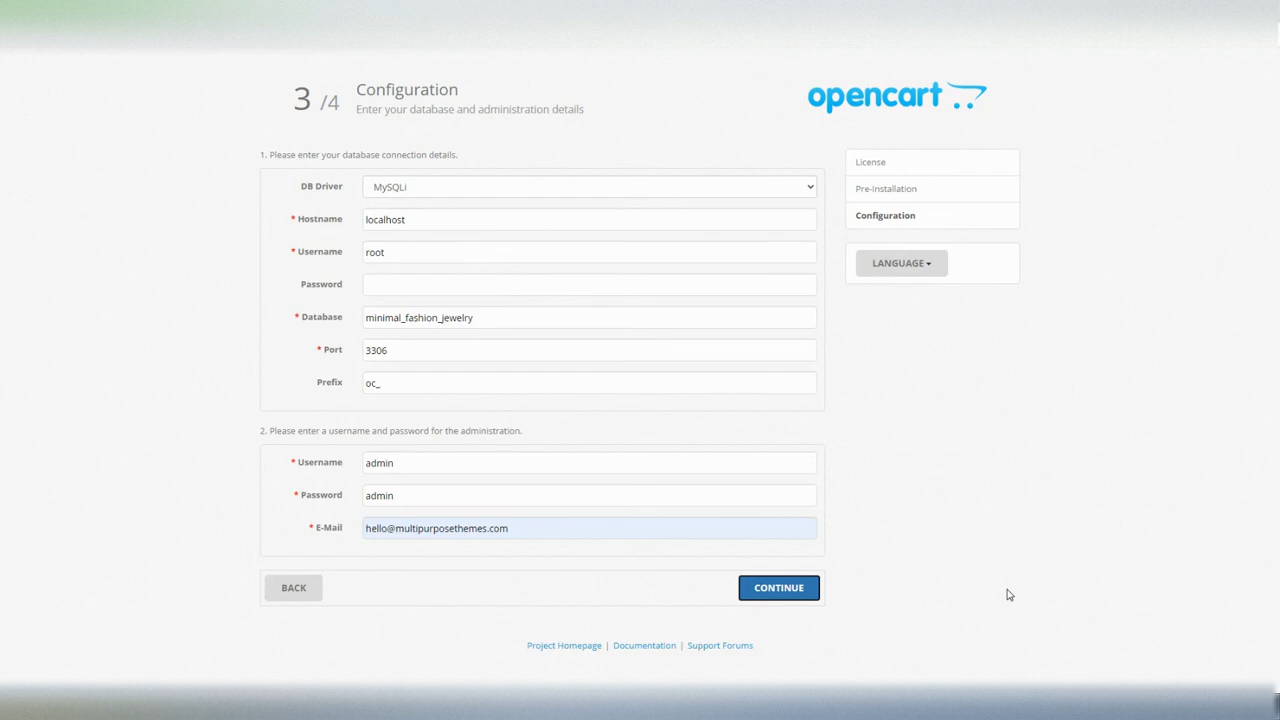 3 /4
Configuration
Enter your database and administration details
opencart
1. Please enter your database connection details.
DB Driver MySQLi
* Hostname localhost
* Username root
Password
* Database minimal_fashion_jewelry
* Port 3306
Prefix oc_
2. Please enter a username and password for the administration.
* Username admin
* Password admin
* E-Mail hello@multipurposethemes.com
BACK CONTINUE
License
Pre-Installation
Configuration
LANGUAGE
Project Homepage | Documentation | Support Forums